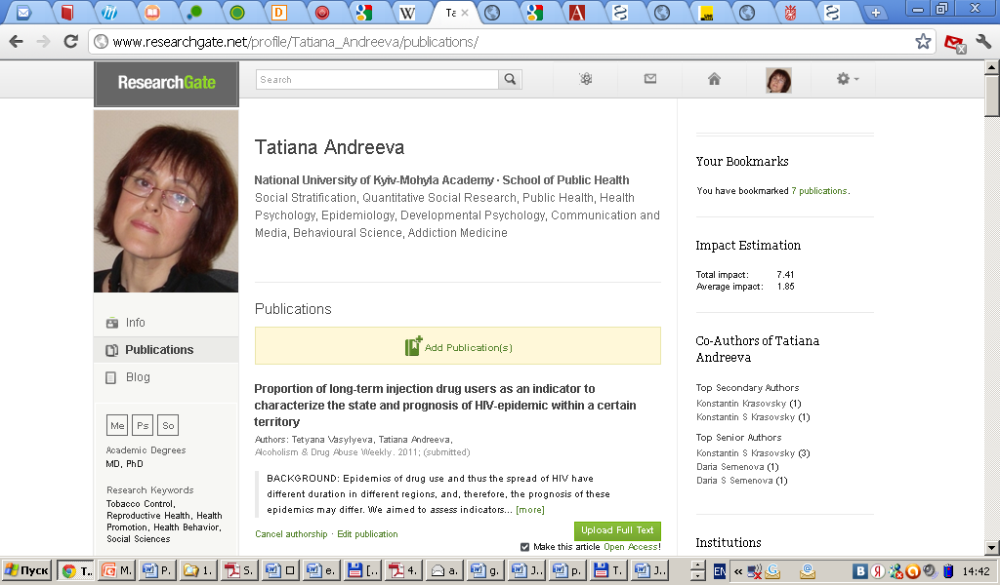 Ta
www.researchgate.net/profile/Tatiana_Andreeva/publications/
ResearchGate
Search
Tatiana Andreeva
National University of Kyiv-Mohyla Academy · School of Public Health
Social Stratification, Quantitative Social Research, Public Health, Health
Psychology, Epidemiology, Developmental Psychology, Communication and
Media, Behavioural Science, Addiction Medicine
Info
Publications
Blog
Me Ps So
Academic Degrees
MD, PhD
Research Keywords
Tobacco Control,
Reproductive Health, Health
Promotion, Health Behavior,
Social Sciences
Publications
Add Publication(s)
Proportion of long-term injection drug users as an indicator to
characterize the state and prognosis of HIV-epidemic within a certain
territory
Authors: Tetyana Vasylyeva, Tatiana Andreeva,
Alcoholism & Drug Abuse Weekly. 2011; (submitted)
BACKGROUND: Epidemics of drug use and thus the spread of HIV have
different duration in different regions, and, therefore, the prognosis of these
epidemics may differ. We aimed to assess indicators... [more]
Upload Full Text
Cancel authorship · Edit publication
Make this article Open Access!
Your Bookmarks
You have bookmarked 7 publications.
Impact Estimation
Total impact: 7.41
Average impact: 1.85
Co-Authors of Tatiana
Andreeva
Top Secondary Authors
Konstantin Krasovsky (1)
Konstantin S Krasovsky (1)
Top Senior Authors
Konstantin S Krasovsky (3)
Daria Semenova (1)
Daria S Semenova (1)
Institutions
Пуск T.. M.. P.. 1.. S.. e.. [.. 4.. a.. g.. J.. p.. T.. J.. EN « 14:42